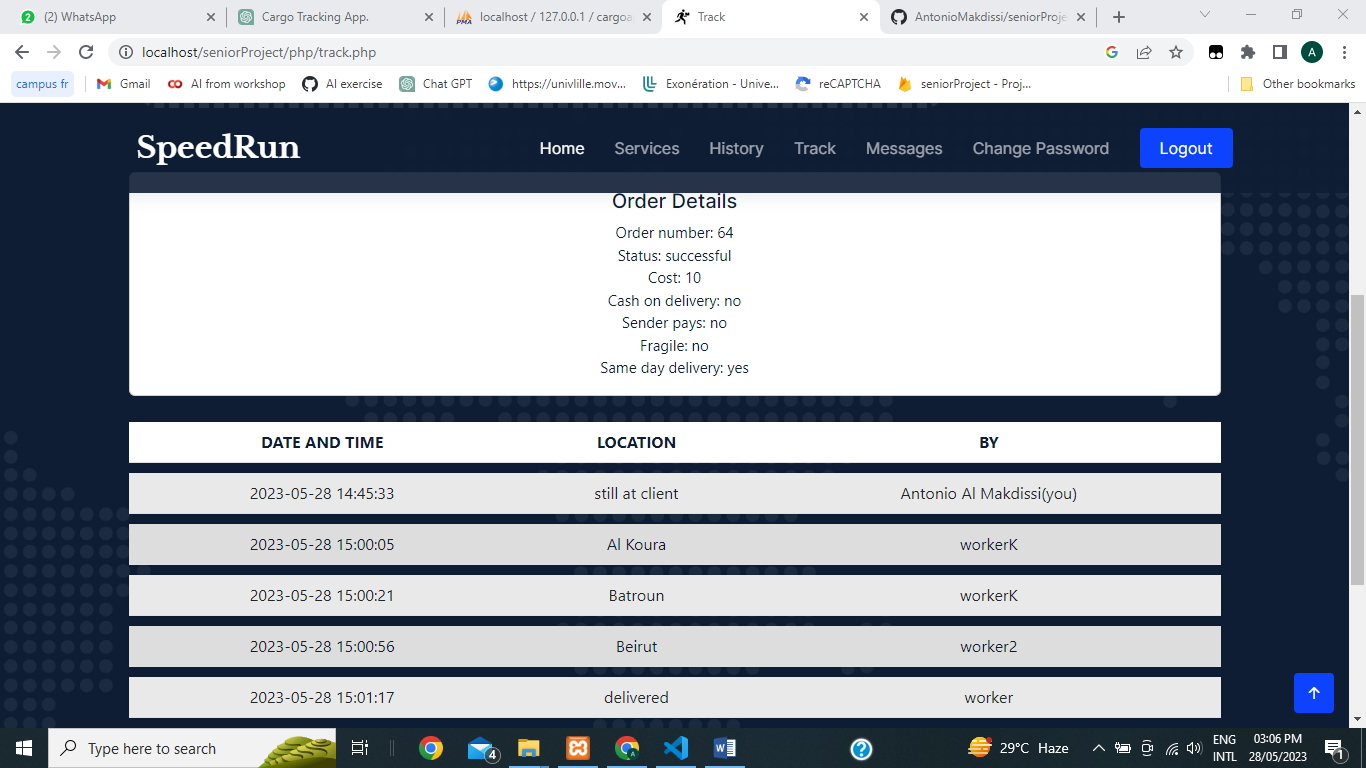 (2) WhatsApp
Cargo Tracking App.
localhost / 127.0.0.1 / cargoa
Track
AntonioMakdissi/seniorProje
localhost/seniorProject/php/track.php
A
campus fr
Gmail
AI from workshop
AI exercise
Chat GPT
https://univlille.mov...
Exonération - Unive...
reCAPTCHA
seniorProject - Proj...
Other bookmarks
SpeedRun
Home Services History Track Messages Change Password Logout
Order Details
Order number: 64
Status: successful
Cost: 10
Cash on delivery: no
Sender pays: no
Fragile: no
Same day delivery: yes
DATE AND TIME LOCATION BY
2023-05-28 14:45:33 still at client Antonio Al Makdissi(you)
2023-05-28 15:00:05 Al Koura workerK
2023-05-28 15:00:21 Batroun workerK
2023-05-28 15:00:56 Beirut worker2
2023-05-28 15:01:17 delivered worker
Type here to search
4
29°C Haze
ENG
INTL
03:06 PM
28/05/2023
1